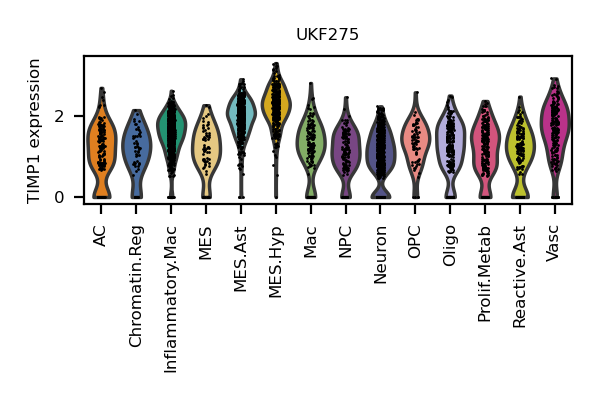 UKF275
TIMP1 expression
2
0
AC
Chromatin.Reg
Inflammatory.Mac
MES
MES.Ast
MES.Hyp
Mac
NPC
Neuron
OPC
Oligo
Prolif.Metab
Reactive.Ast
Vasc